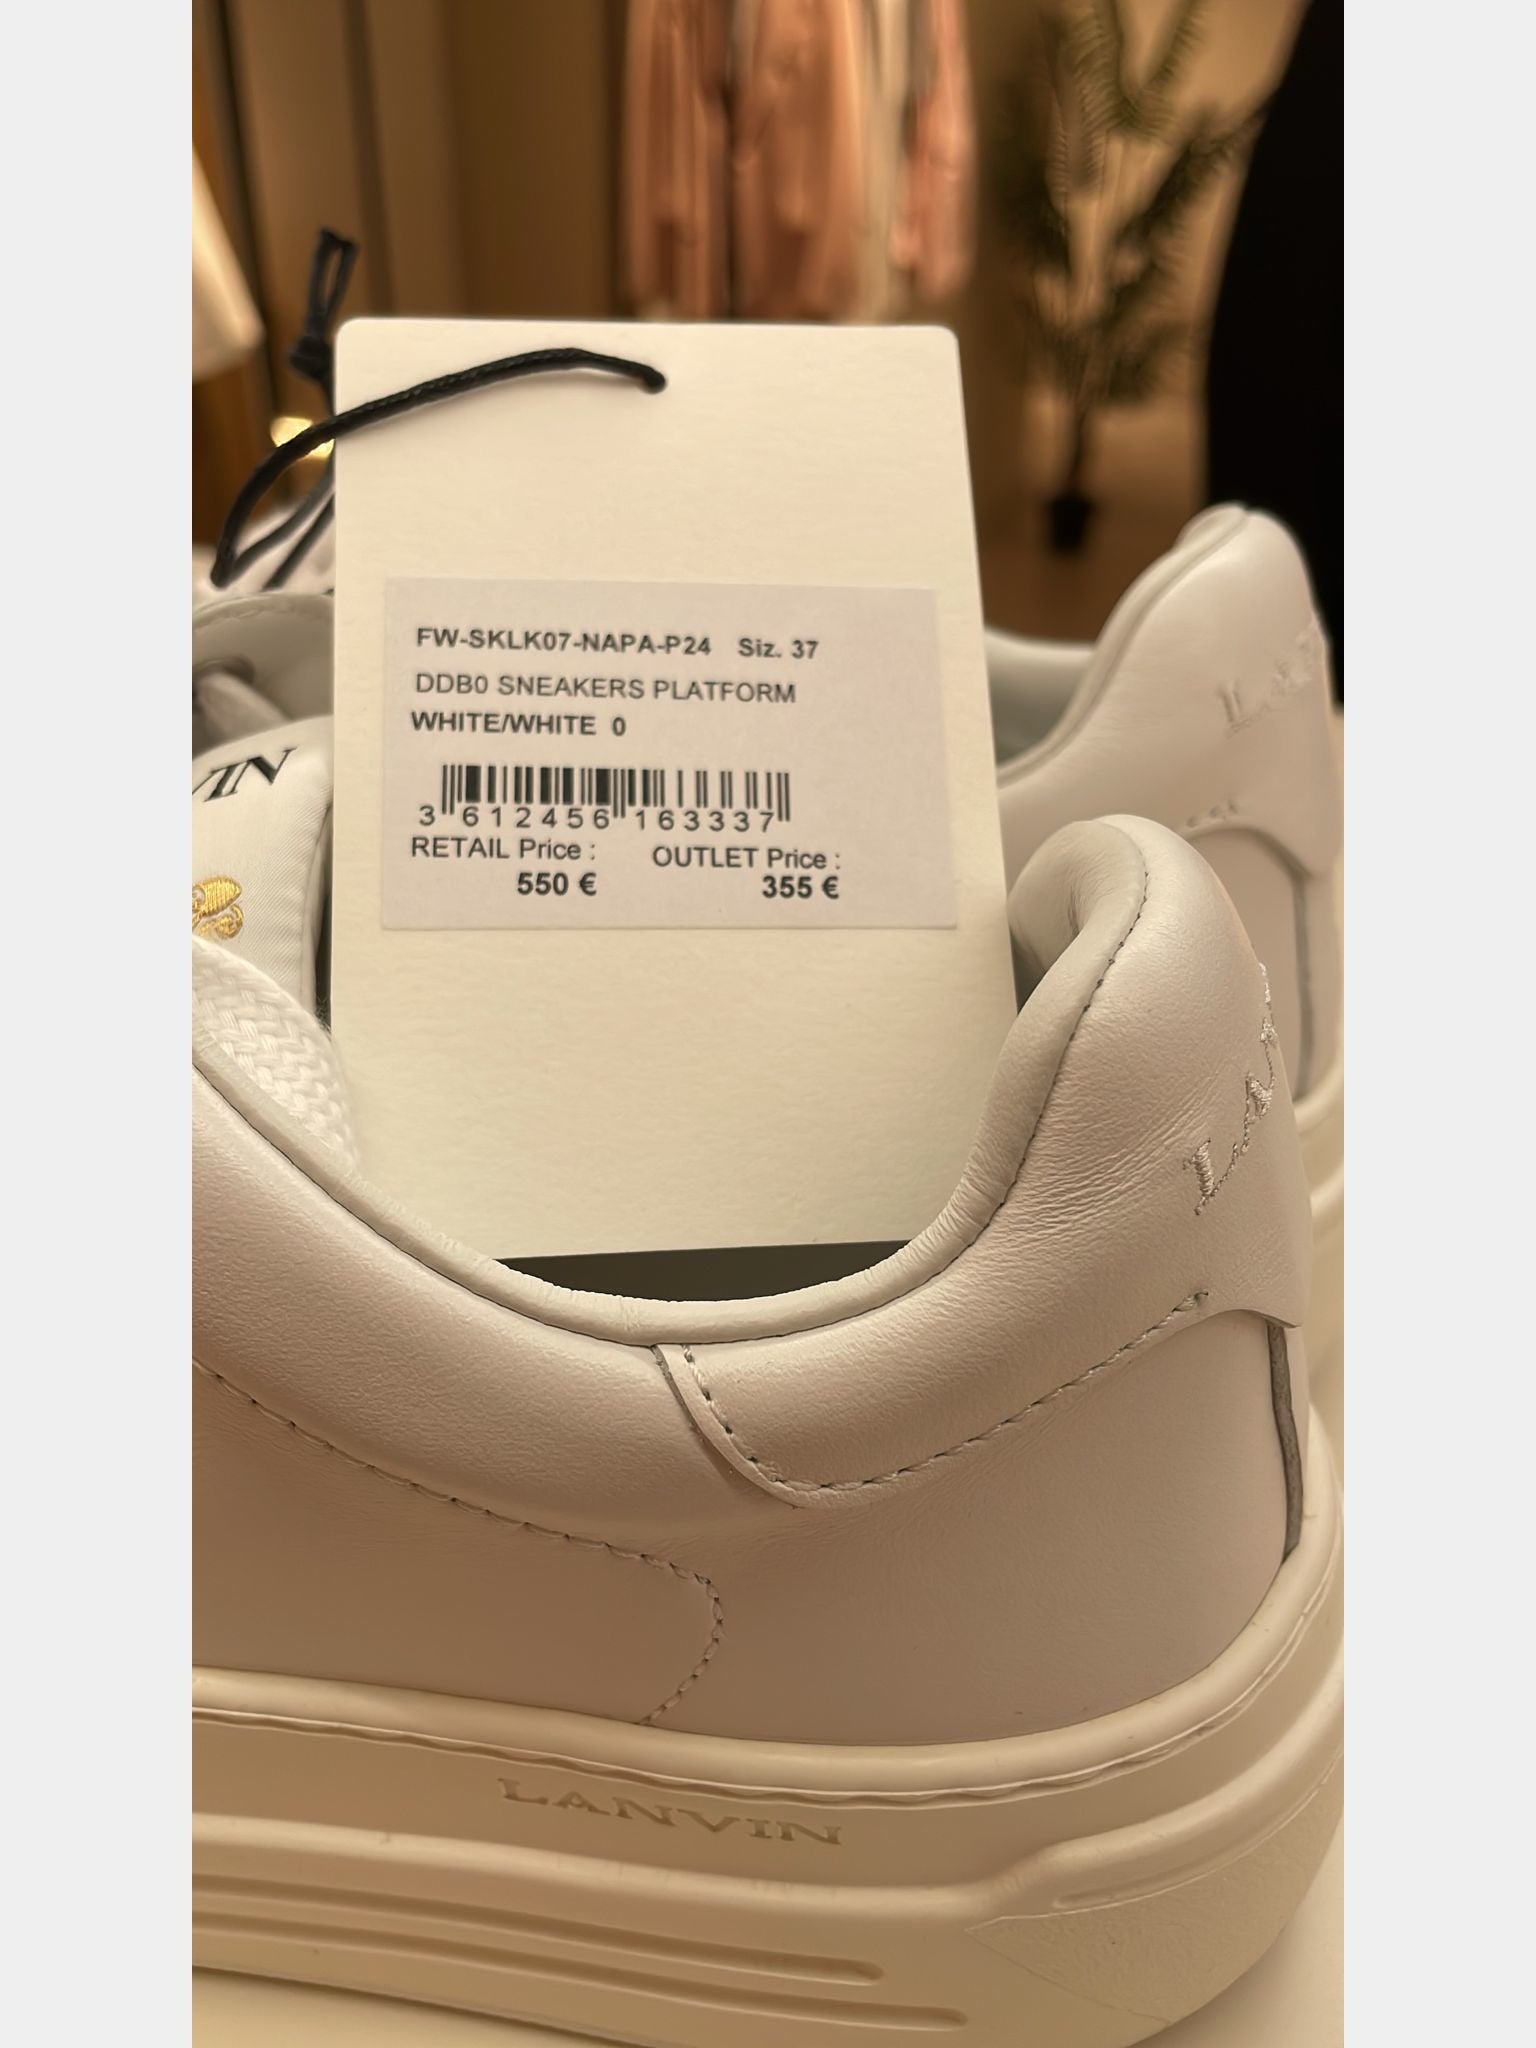 FW-SKLK07-NAPA-P24 Siz. 37
DDB0 SNEAKERS PLATFORM
WHITE/WHITE 0
3 612456 163337
RETAIL Price : OUTLET Price :
550 € 355 €
LANVIN